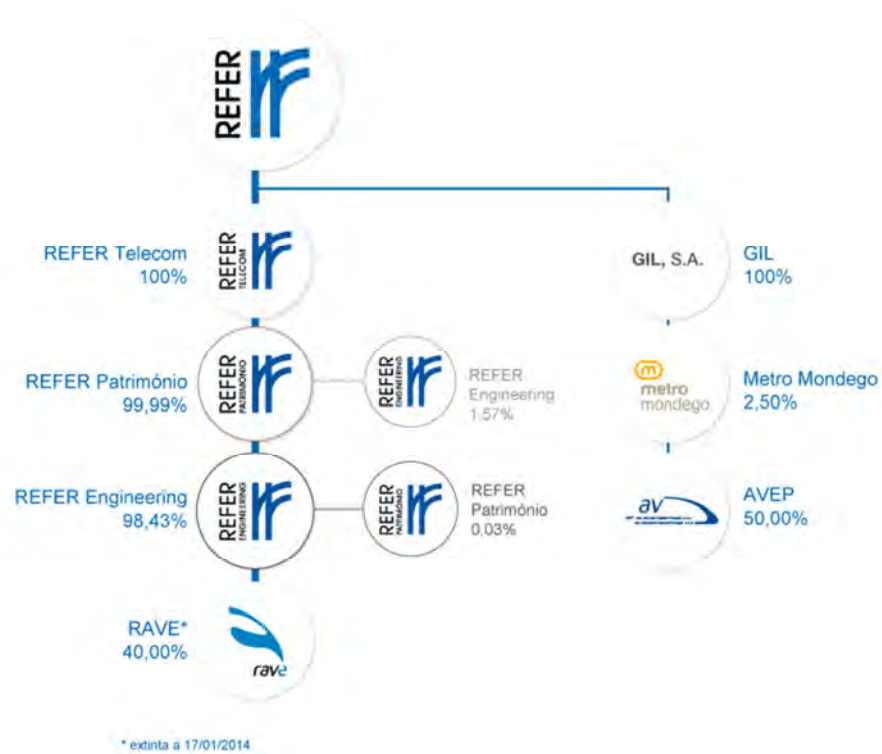 REFER
REFER Telecom
100%
REFER
TELECOM
GIL, S.A.
GIL
100%
REFER Património
99,99%
REFER
PATRIMÓNIO
REFER
ENGINEERING
REFER
Engineering
1,57%
metro
mondego
Metro Mondego
2,50%
REFER Engineering
98,43%
REFER
ENGINEERING
REFER
PATRIMÓNIO
REFER
Património
0,03%
av
AVEP
50,00%
RAVE*
40,00%
rave
* extinta a 17/01/2014